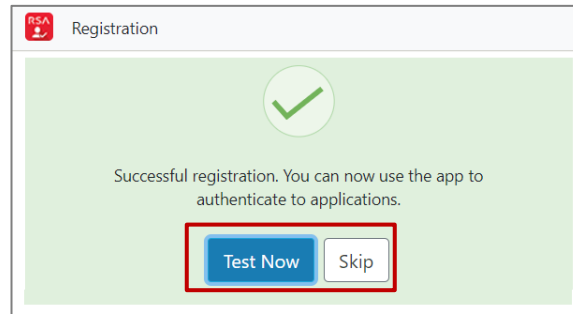 RSA
Registration
Successful registration. You can now use the app to
authenticate to applications.
Test Now
Skip